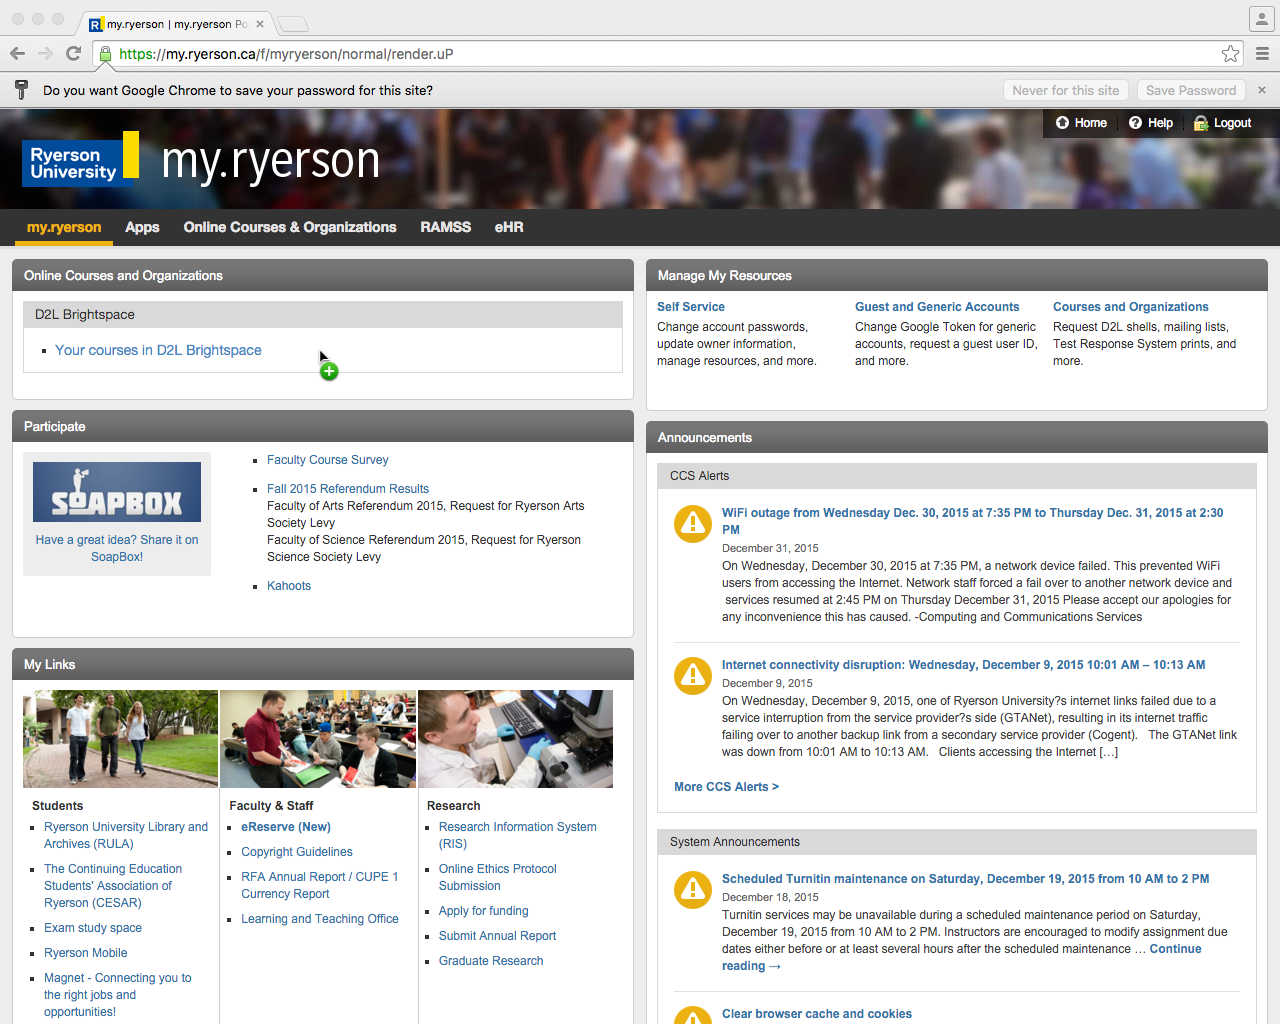 my.ryerson | my.ryerson Po
https://my.ryerson.ca/f/myryerson/normal/render.uP
Do you want Google Chrome to save your password for this site?
Never for this site
Save Password
Home
Help
Logout
Ryerson
University
my.ryerson
my.ryerson
Apps
Online Courses & Organizations
RAMSS
eHR
Online Courses and Organizations
D2L Brightspace
Your courses in D2L Brightspace
Participate
SOAPBOX
Have a great idea? Share it on
SoapBox!
Faculty Course Survey
Fall 2015 Referendum Results
Faculty of Arts Referendum 2015, Request for Ryerson Arts
Society Levy
Faculty of Science Referendum 2015, Request for Ryerson
Science Society Levy
Kahoots
My Links
Students
Ryerson University Library and
Archives (RULA)
The Continuing Education
Students' Association of
Ryerson (CESAR)
Exam study space
Ryerson Mobile
Magnet - Connecting you to
the right jobs and
opportunities!
Faculty & Staff
eReserve (New)
Copyright Guidelines
RFA Annual Report / CUPE 1
Currency Report
Learning and Teaching Office
Research
Research Information System
(RIS)
Online Ethics Protocol
Submission
Apply for funding
Submit Annual Report
Graduate Research
Manage My Resources
Self Service
Change account passwords,
update owner information,
manage resources, and more.
Guest and Generic Accounts
Change Google Token for generic
accounts, request a guest user ID,
and more.
Courses and Organizations
Request D2L shells, mailing lists,
Test Response System prints, and
more.
Announcements
CCS Alerts
WiFi outage from Wednesday Dec. 30, 2015 at 7:35 PM to Thursday Dec. 31, 2015 at 2:30
PM
December 31, 2015
On Wednesday, December 30, 2015 at 7:35 PM, a network device failed. This prevented WiFi
users from accessing the Internet. Network staff forced a fail over to another network device and
services resumed at 2:45 PM on Thursday December 31, 2015 Please accept our apologies for
any inconvenience this has caused. -Computing and Communications Services
Internet connectivity disruption: Wednesday, December 9, 2015 10:01 AM – 10:13 AM
December 9, 2015
On Wednesday, December 9, 2015, one of Ryerson University?s internet links failed due to a
service interruption from the service provider?s side (GTANet), resulting in its internet traffic
failing over to another backup link from a secondary service provider (Cogent). The GTANet link
was down from 10:01 AM to 10:13 AM. Clients accessing the Internet […]
More CCS Alerts >
System Announcements
Scheduled Turnitin maintenance on Saturday, December 19, 2015 from 10 AM to 2 PM
December 18, 2015
Turnitin services may be unavailable during a scheduled maintenance period on Saturday,
December 19, 2015 from 10 AM to 2 PM. Instructors are encouraged to modify assignment due
dates either before or at least several hours after the scheduled maintenance … Continue
reading →
Clear browser cache and cookies